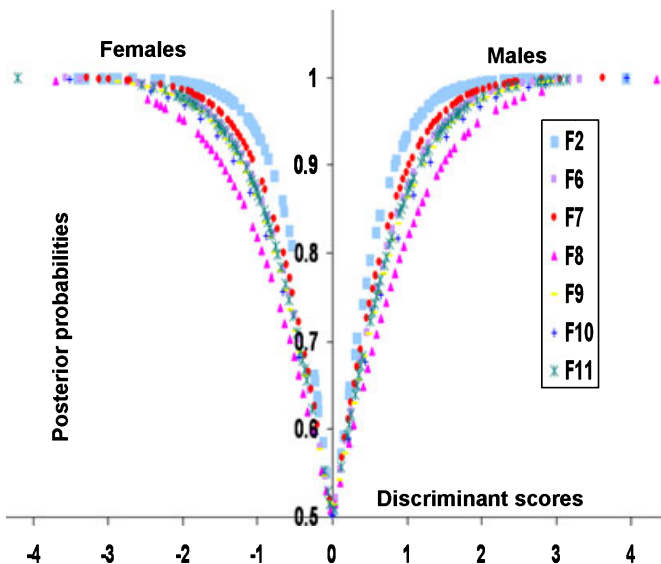 Females
Males
1
0.9
0.8
0.7
0.6
0.5
Posterior probabilities
F2
F6
F7
F8
F9
F10
F11
Discriminant scores
-4 -3 -2 -1 0 1 2 3 4